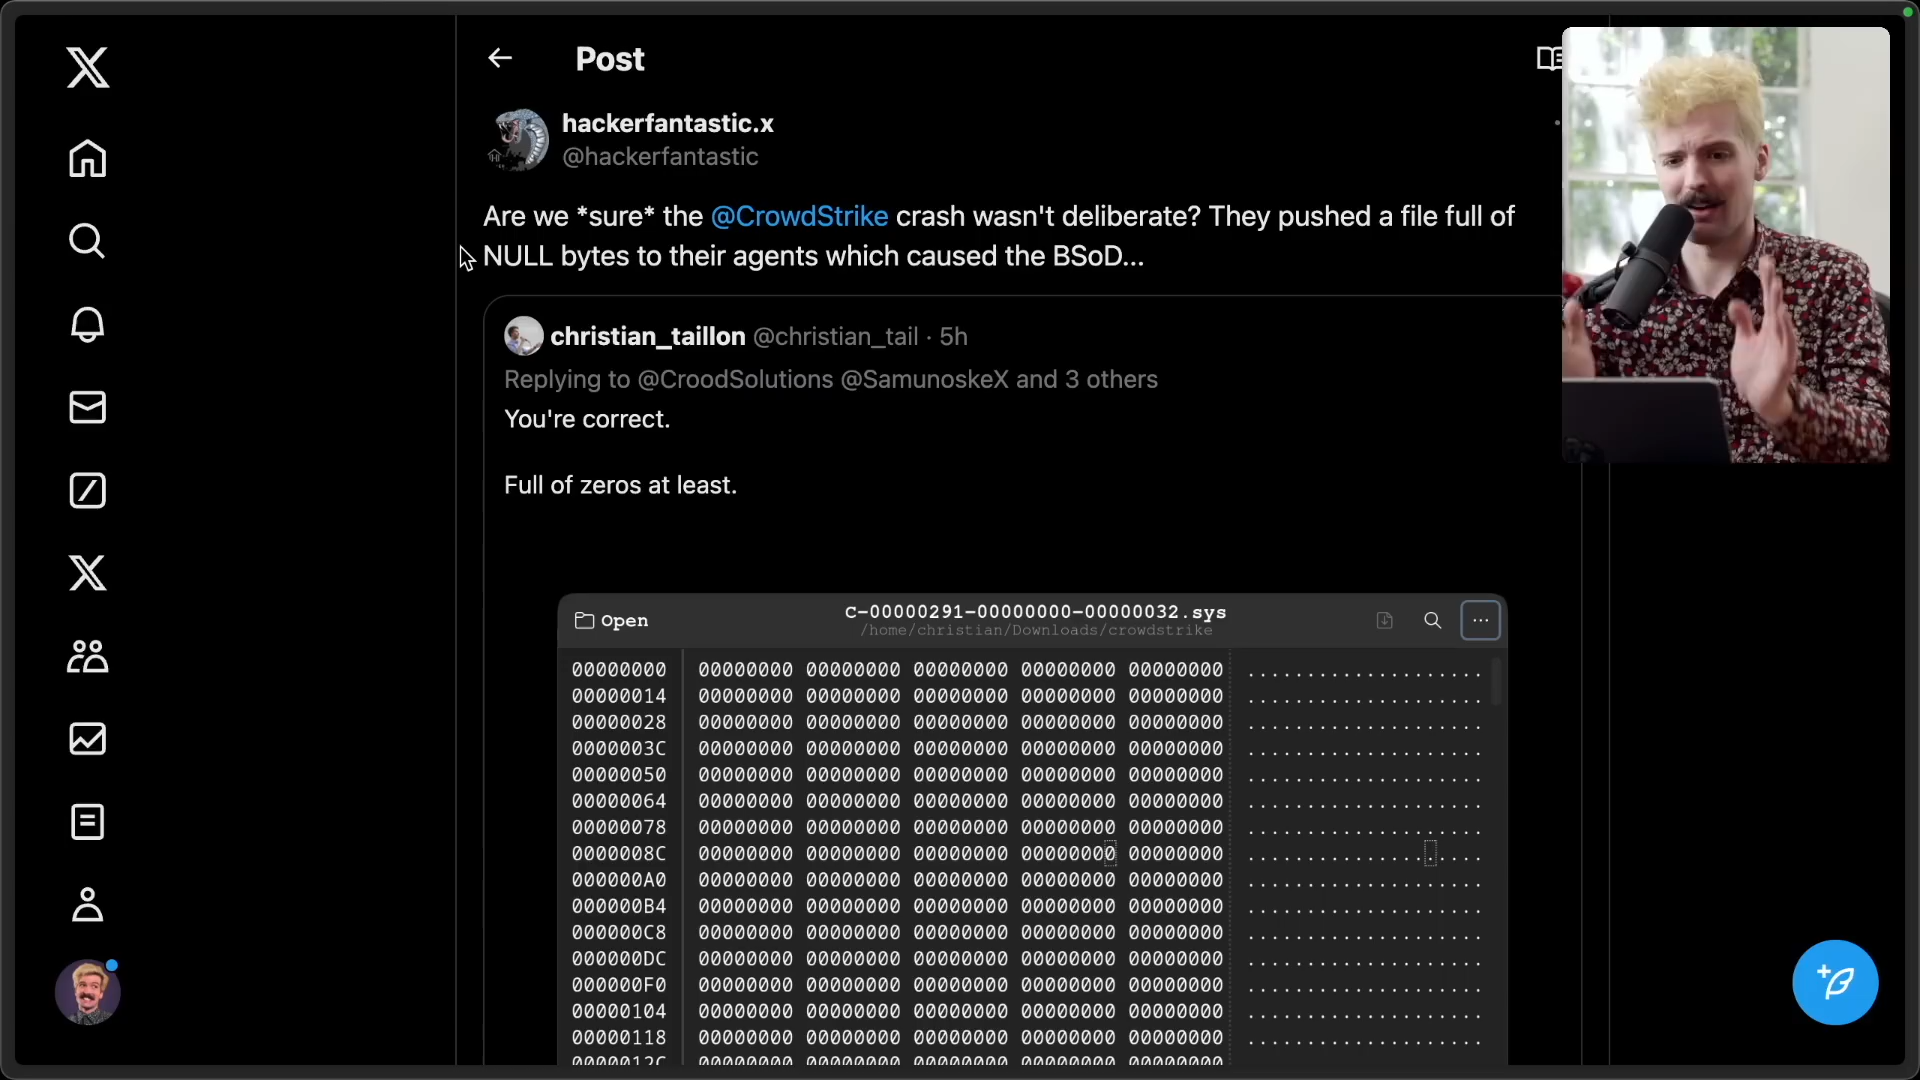 Post
hackerfantastic.x
@hackerfantastic
Are we *sure* the @CrowdStrike crash wasn't deliberate? They pushed a file full of
NULL bytes to their agents which caused the BSoD...
christian_taillon @christian_tail · 5h
Replying to @CroodSolutions @SamunoskeX and 3 others
You're correct.
Full of zeros at least.
Open
C-00000291-00000000-00000032.sys
/home/christian/Downloads/crowdstrike
00000000 00000000 00000000 00000000 00000000 00000000 ....................
00000014 00000000 00000000 00000000 00000000 00000000 ....................
00000028 00000000 00000000 00000000 00000000 00000000 ....................
0000003C 00000000 00000000 00000000 00000000 00000000 ....................
00000050 00000000 00000000 00000000 00000000 00000000 ....................
00000064 00000000 00000000 00000000 00000000 00000000 ....................
00000078 00000000 00000000 00000000 00000000 00000000 ....................
0000008C 00000000 00000000 00000000 00000000 00000000 ....................
000000A0 00000000 00000000 00000000 00000000 00000000 ....................
000000B4 00000000 00000000 00000000 00000000 00000000 ....................
000000C8 00000000 00000000 00000000 00000000 00000000 ....................
000000DC 00000000 00000000 00000000 00000000 00000000 ....................
000000F0 00000000 00000000 00000000 00000000 00000000 ....................
00000104 00000000 00000000 00000000 00000000 00000000 ....................
00000118 00000000 00000000 00000000 00000000 00000000 ....................
0000012C 00000000 00000000 00000000 00000000 00000000 ....................